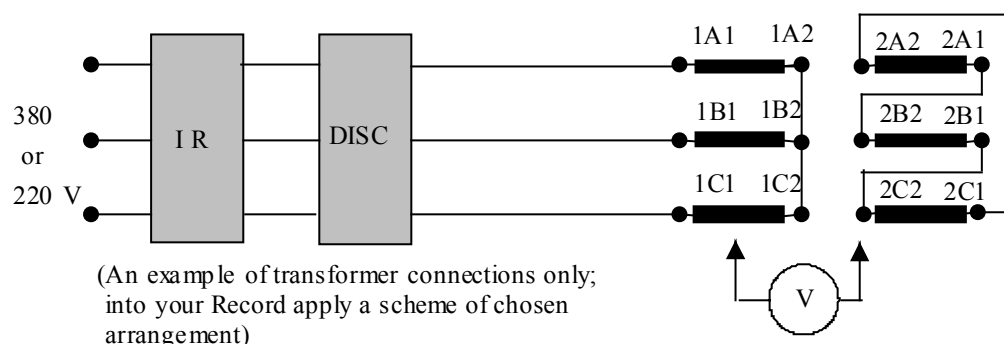 1A1 1A2 2A2 2A1
380
or
220 V
I R
DISC
1B1 1B2 2B2 2B1
1C1 1C2 2C2 2C1
(An example of transformer connections only;
into your Record apply a scheme of chosen
arrangement)
V